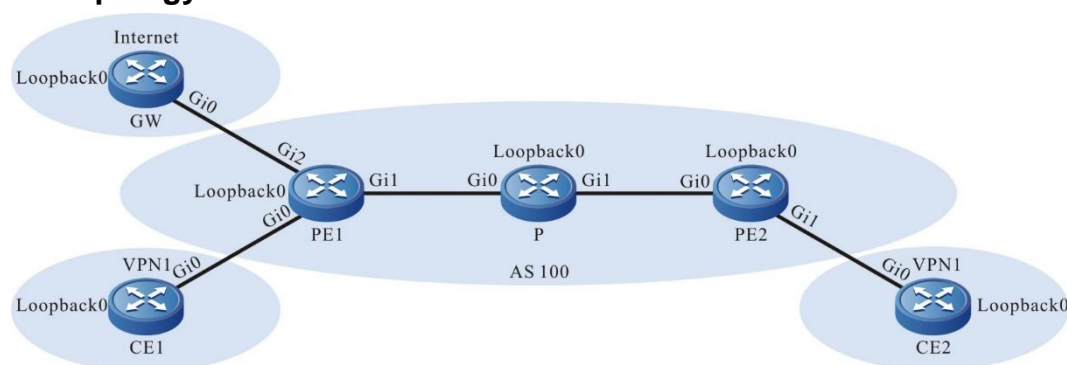 Internet
Loopback0
Gi0
GW
Gi2
Loopback0
Gi1
Gi0
PE1
Loopback0
Gi0
Gi1
P
Loopback0
Gi0
Gi1
PE2
AS 100
VPN1
Gi0
Loopback0
CE1
Gi0
VPN1
Loopback0
CE2